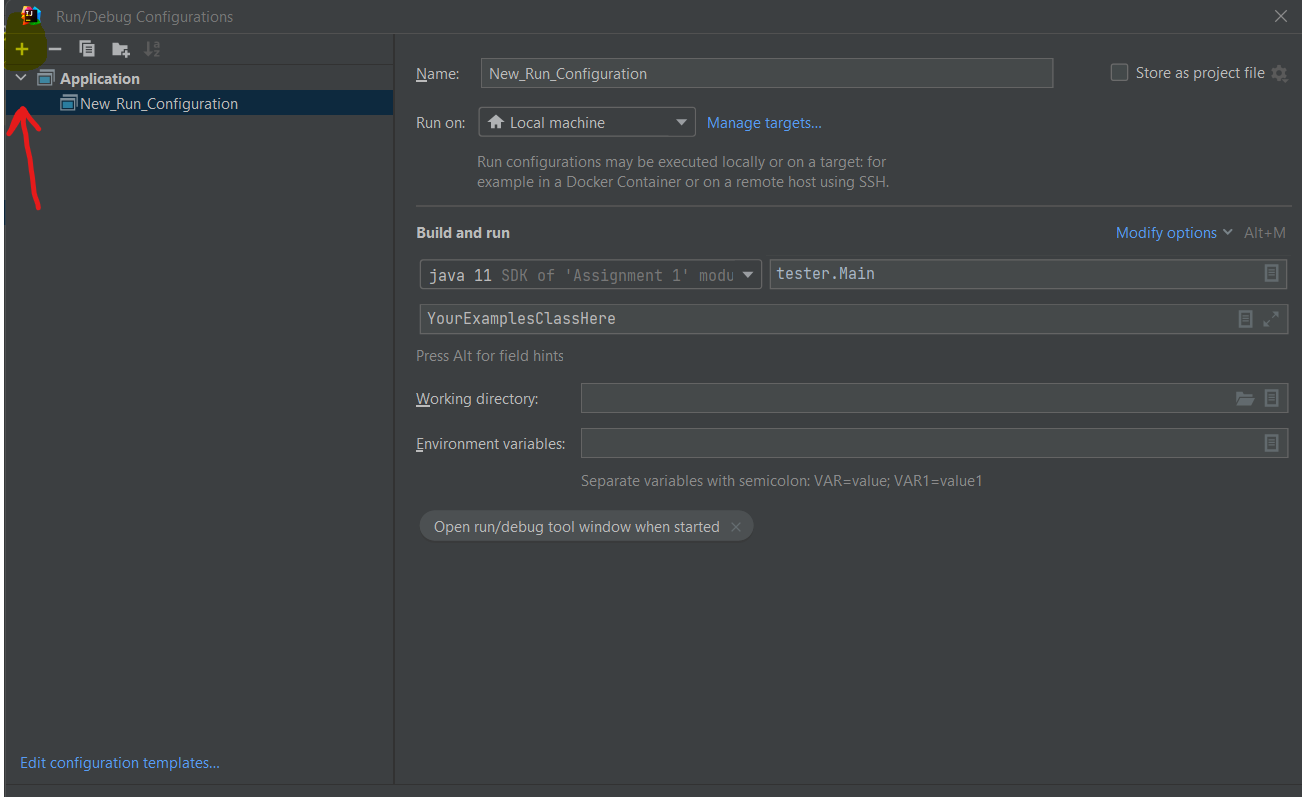 Run/Debug Configurations
Application
New_Run_Configuration
Name: New_Run_Configuration Store as project file
Run on: Local machine Manage targets...
Run configurations may be executed locally or on a target: for
example in a Docker Container or on a remote host using SSH.
Build and run Modify options Alt+M
java 11 SDK of 'Assignment 1' modu tester.Main
YourExamplesClassHere
Press Alt for field hints
Working directory:
Environment variables:
Separate variables with semicolon: VAR=value; VAR1=value1
Open run/debug tool window when started
Edit configuration templates...